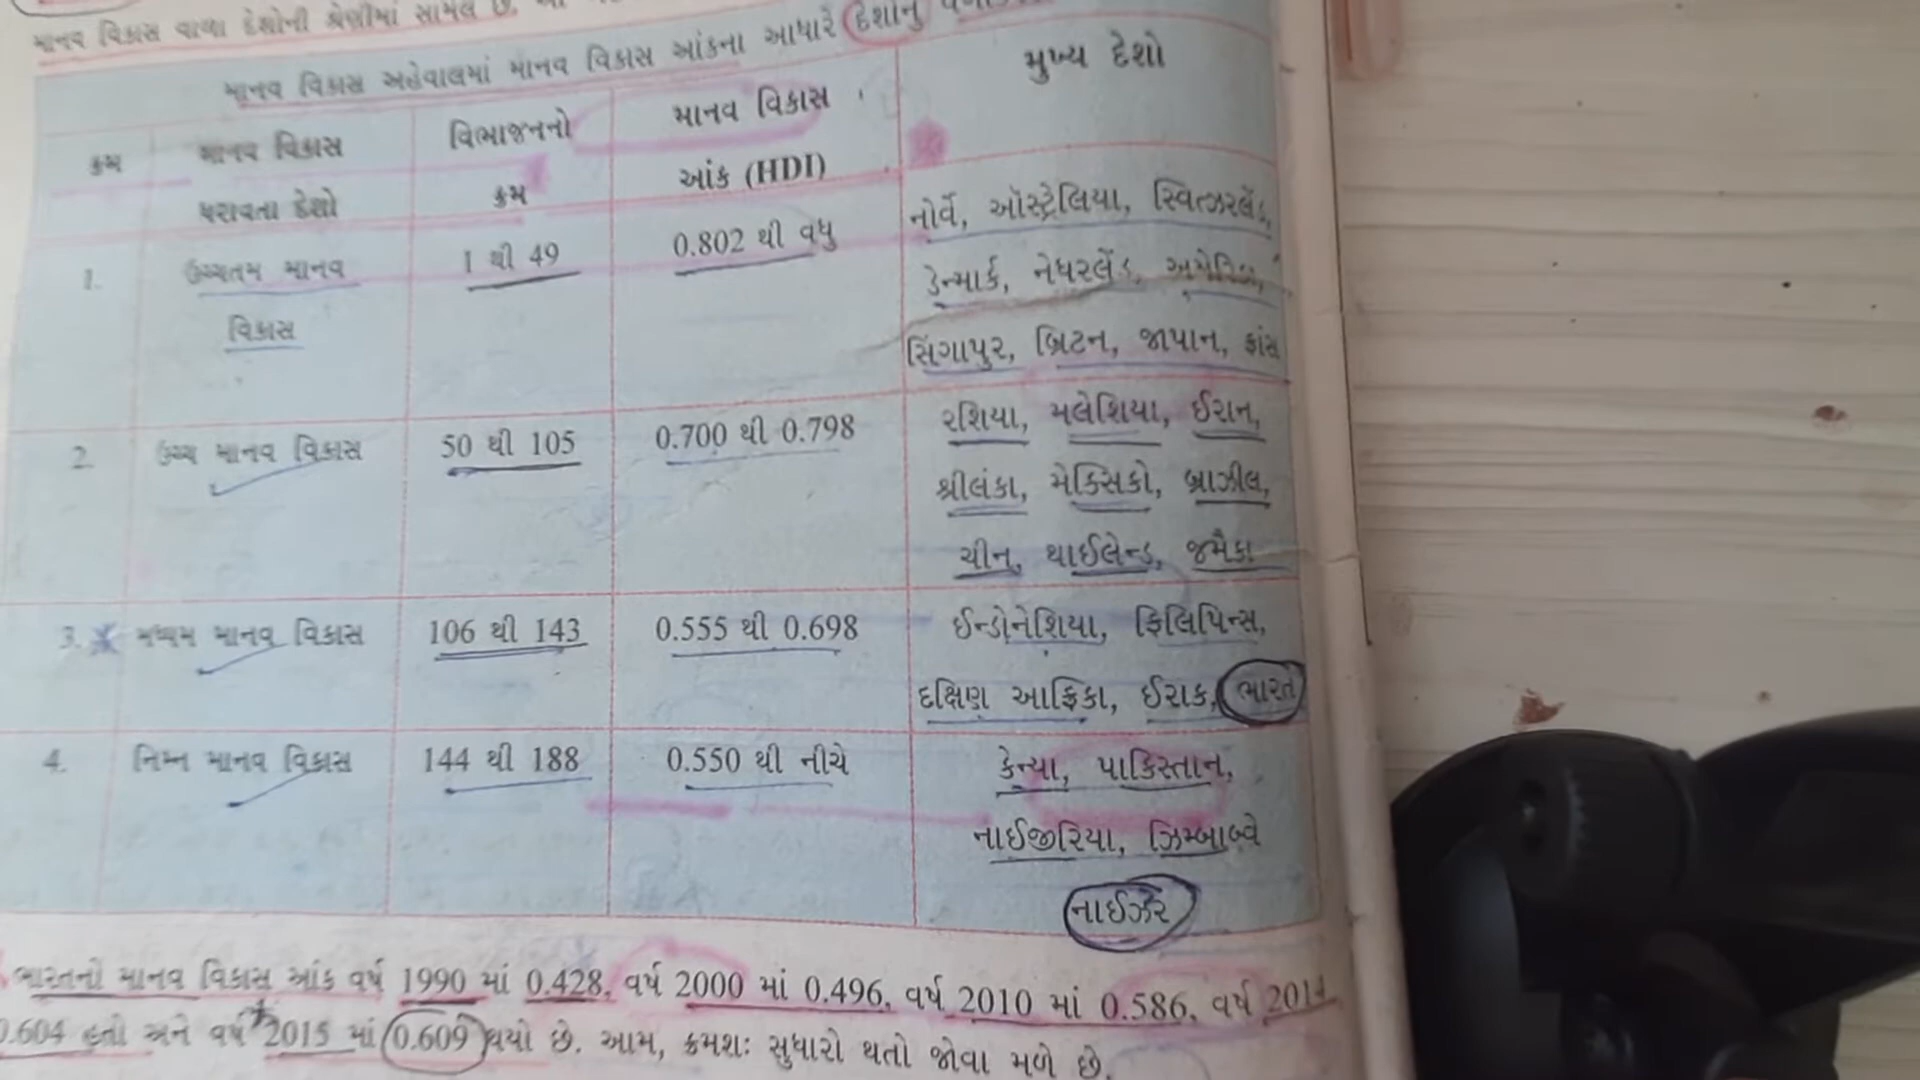 માનવ વિકાસ વાળા દેશોની શ્રેણીમાં સામેલ છે.
માનવ વિકાસ અહેવાલમાં માનવ વિકાસ આંકના આધારે દેશોનું
ક્રમ
માનવ વિકાસ
ધરાવતા દેશો
વિભાજનનો
ક્રમ
માનવ વિકાસ
આંક (HDI)
મુખ્ય દેશો
1.
ઉચ્ચતમ માનવ
વિકાસ
1 થી 49
0.802 થી વધુ
નોર્વે, ઑસ્ટ્રેલિયા, સ્વિત્ઝરલેંડ,
ડેન્માર્ક, નેધરલેંડ, અમેરિકા,
સિંગાપુર, બ્રિટન, જાપાન, ફ્રાંસ
2.
ઉચ્ચ માનવ વિકાસ
50 થી 105
0.700 થી 0.798
રશિયા, મલેશિયા, ઈરાન,
શ્રીલંકા, મેક્સિકો, બ્રાઝીલ,
ચીન, થાઈલેન્ડ, જમૈકા
3.
મધ્યમ માનવ વિકાસ
106 થી 143
0.555 થી 0.698
ઈન્ડોનેશિયા, ફિલિપિન્સ,
દક્ષિણ આફ્રિકા, ઈરાક, ભારત
4.
નિમ્ન માનવ વિકાસ
144 થી 188
0.550 થી નીચે
કેન્યા, પાકિસ્તાન,
નાઈજીરિયા, ઝિમ્બાબ્વે
નાઈઝર
ભારતનો માનવ વિકાસ આંક વર્ષ 1990 માં 0.428, વર્ષ 2000 માં 0.496, વર્ષ 2010 માં 0.586, વર્ષ 2014
0.604 હતો અને વર્ષ 2015 માં 0.609 થયો છે. આમ, ક્રમશઃ સુધારો થતો જોવા મળે છે.